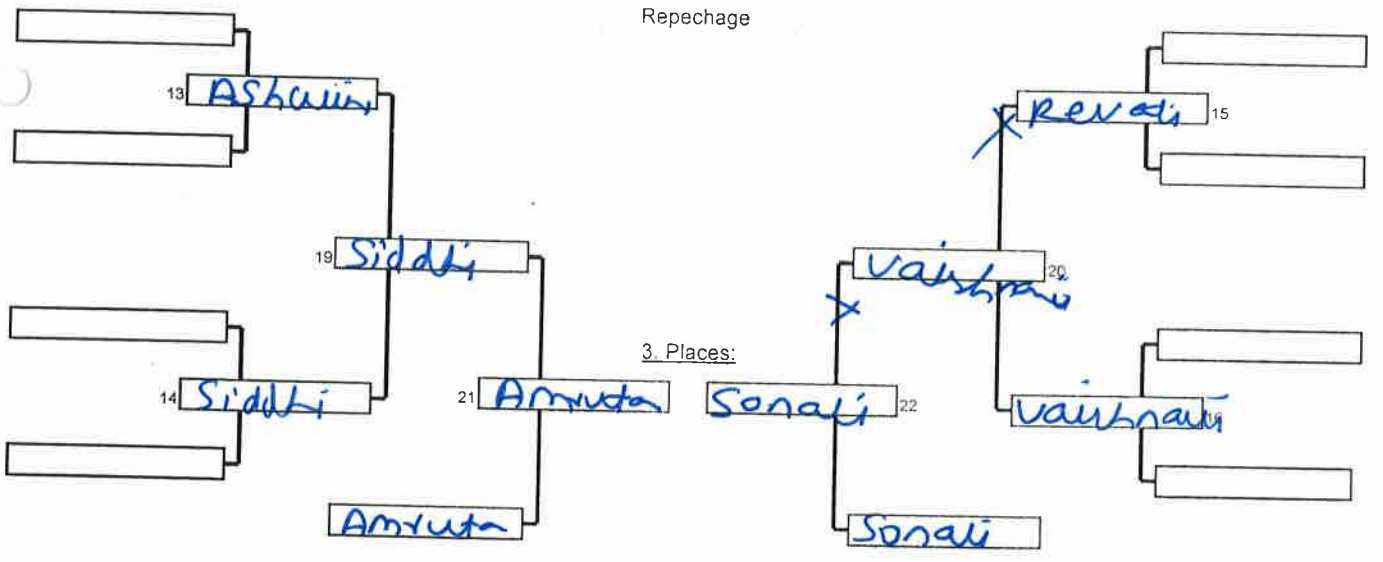 Repechage
13 Ashwini
Revati 15
19 Siddhi
Vaishnavi 20
3. Places:
14 Siddhi
21 Amruta
Sonali 22
Vaishnavi 16
Amruta
Sonali